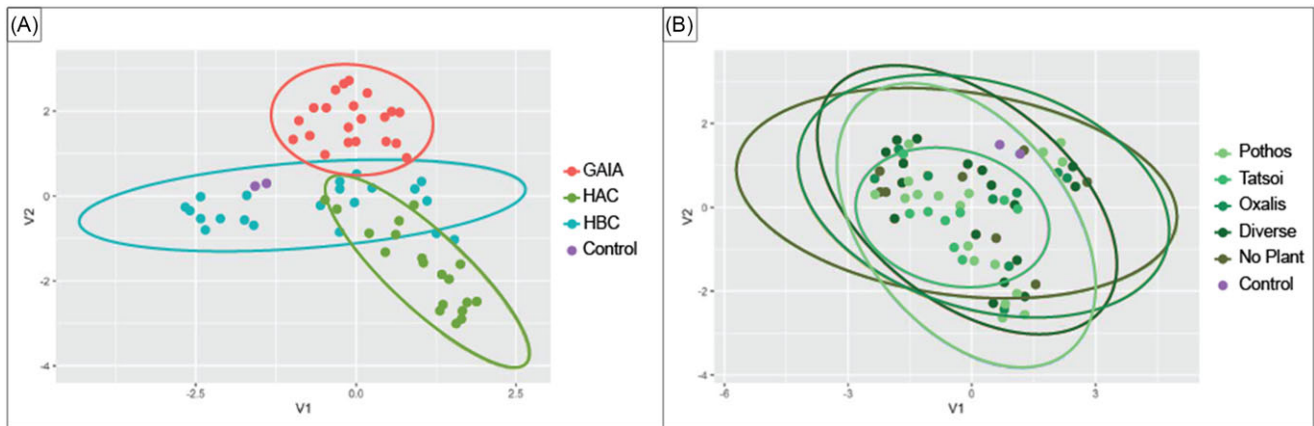 (A)
V2
2
0
-2
-4
-2.5
0.0
2.5
V1
GAIA
HAC
HBC
Control
(B)
V2
2
0
-2
-4
-6
-3
0
3
V1
Pothos
Tatsoi
Oxalis
Diverse
No Plant
Control